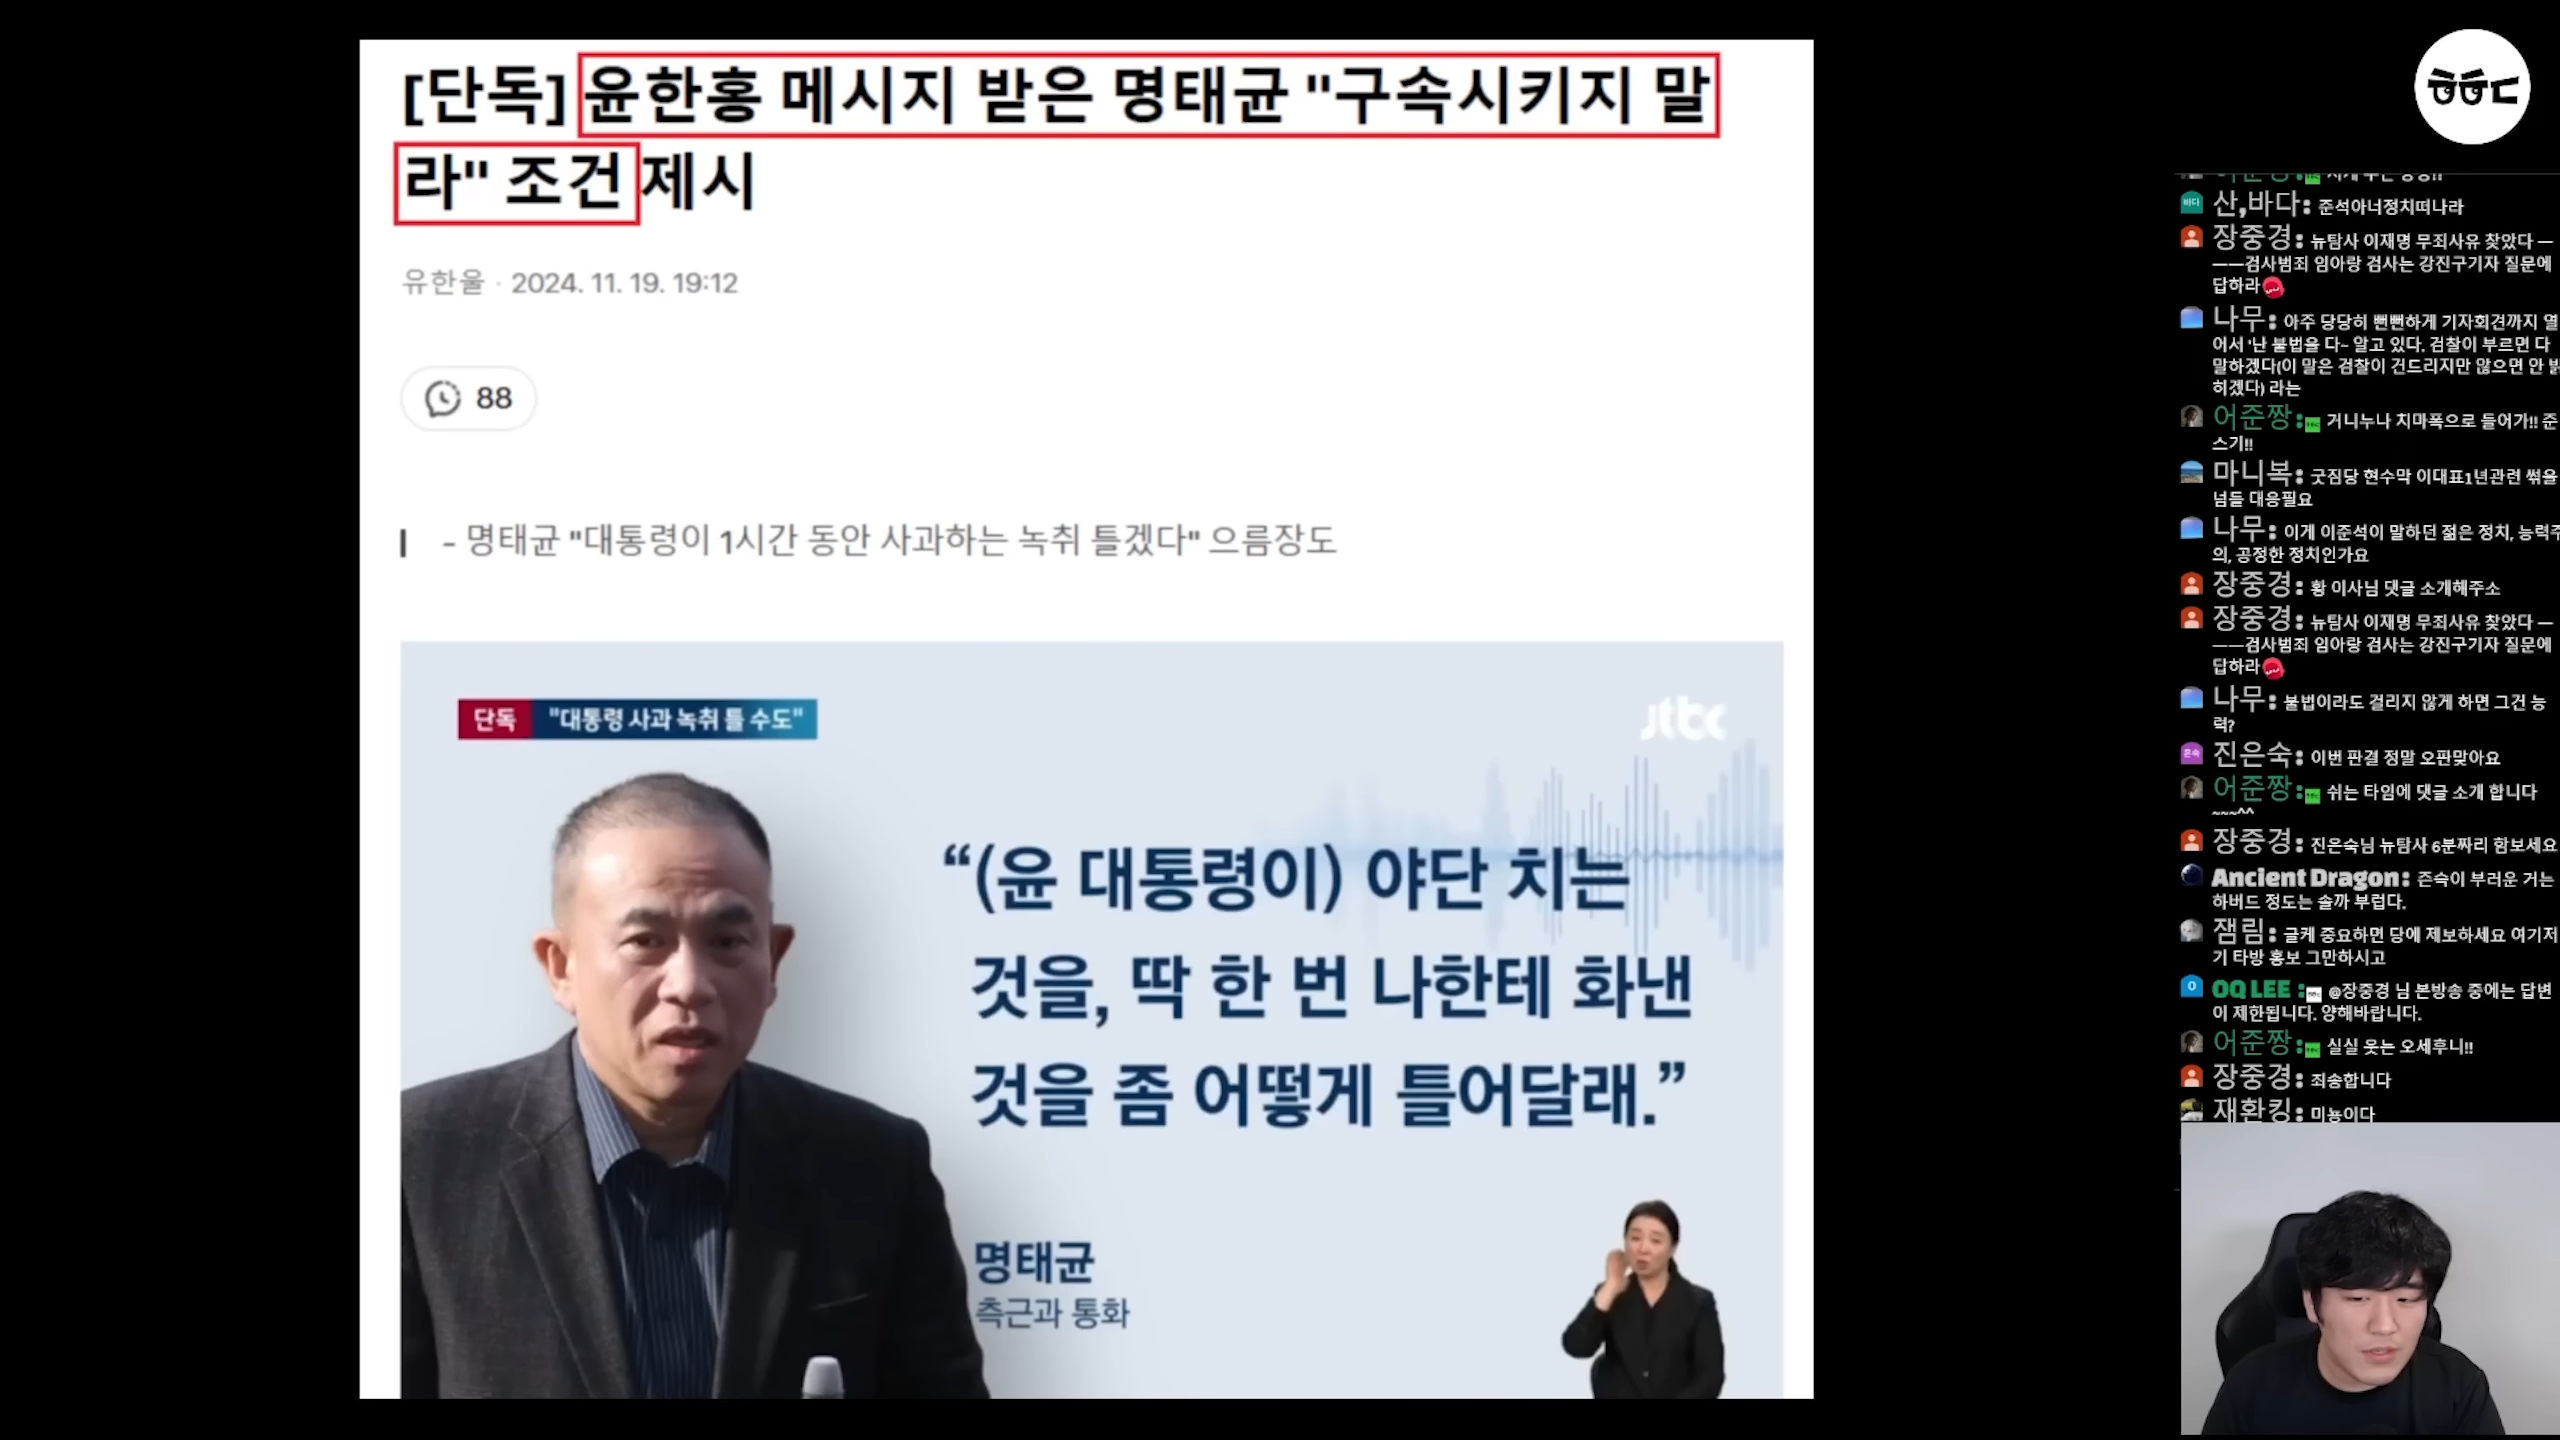 [단독] 윤한홍 메시지 받은 명태균 "구속시키지 말
라" 조건 제시
유한울 · 2024. 11. 19. 19:12
88
- 명태균 "대통령이 1시간 동안 사과하는 녹취 틀겠다" 으름장도
단독 "대통령 사과 녹취 틀 수도"
jtbc
“(윤 대통령이) 야단 치는
것을, 딱 한 번 나한테 화낸
것을 좀 어떻게 틀어달래.”
명태균
측근과 통화
산,바다: 준석아너정치떠나라
장중경: 뉴탐사 이재명 무죄사유 찾았다 —
——검사범죄 임아랑 검사는 강진구기자 질문에
답하라
나무: 아주 당당히 뻔뻔하게 기자회견까지 열
어서 '난 불법을 다~ 알고 있다. 검찰이 부르면 다
말하겠다(이 말은 검찰이 건드리지만 않으면 안 밝
히겠다) 라는
어준짱: 거니누나 치마폭으로 들어가!! 준
스기!!
마니복: 굿짐당 현수막 이대표1년관련 썪을
넘들 대응필요
나무: 이게 이준석이 말하던 젊은 정치, 능력주
의, 공정한 정치인가요
장중경: 황 이사님 댓글 소개해주소
장중경: 뉴탐사 이재명 무죄사유 찾았다 —
——검사범죄 임아랑 검사는 강진구기자 질문에
답하라
나무: 불법이라도 걸리지 않게 하면 그건 능
력?
진은숙: 이번 판결 정말 오판맞아요
어준짱: 쉬는 타임에 댓글 소개 합니다
~~~^^
장중경: 진은숙님 뉴탐사 6분짜리 함보세요
Ancient Dragon: 즌슥이 부러운 거는
하버드 정도는 솔까 부럽다.
잼림: 글케 중요하면 당에 제보하세요 여기저
기 타방 홍보 그만하시고
OQ LEE : @장중경 님 본방송 중에는 답변
이 제한됩니다. 양해바랍니다.
어준짱: 실실 웃는 오세후니!!
장중경: 죄송합니다
재환킹: 미뇽이다